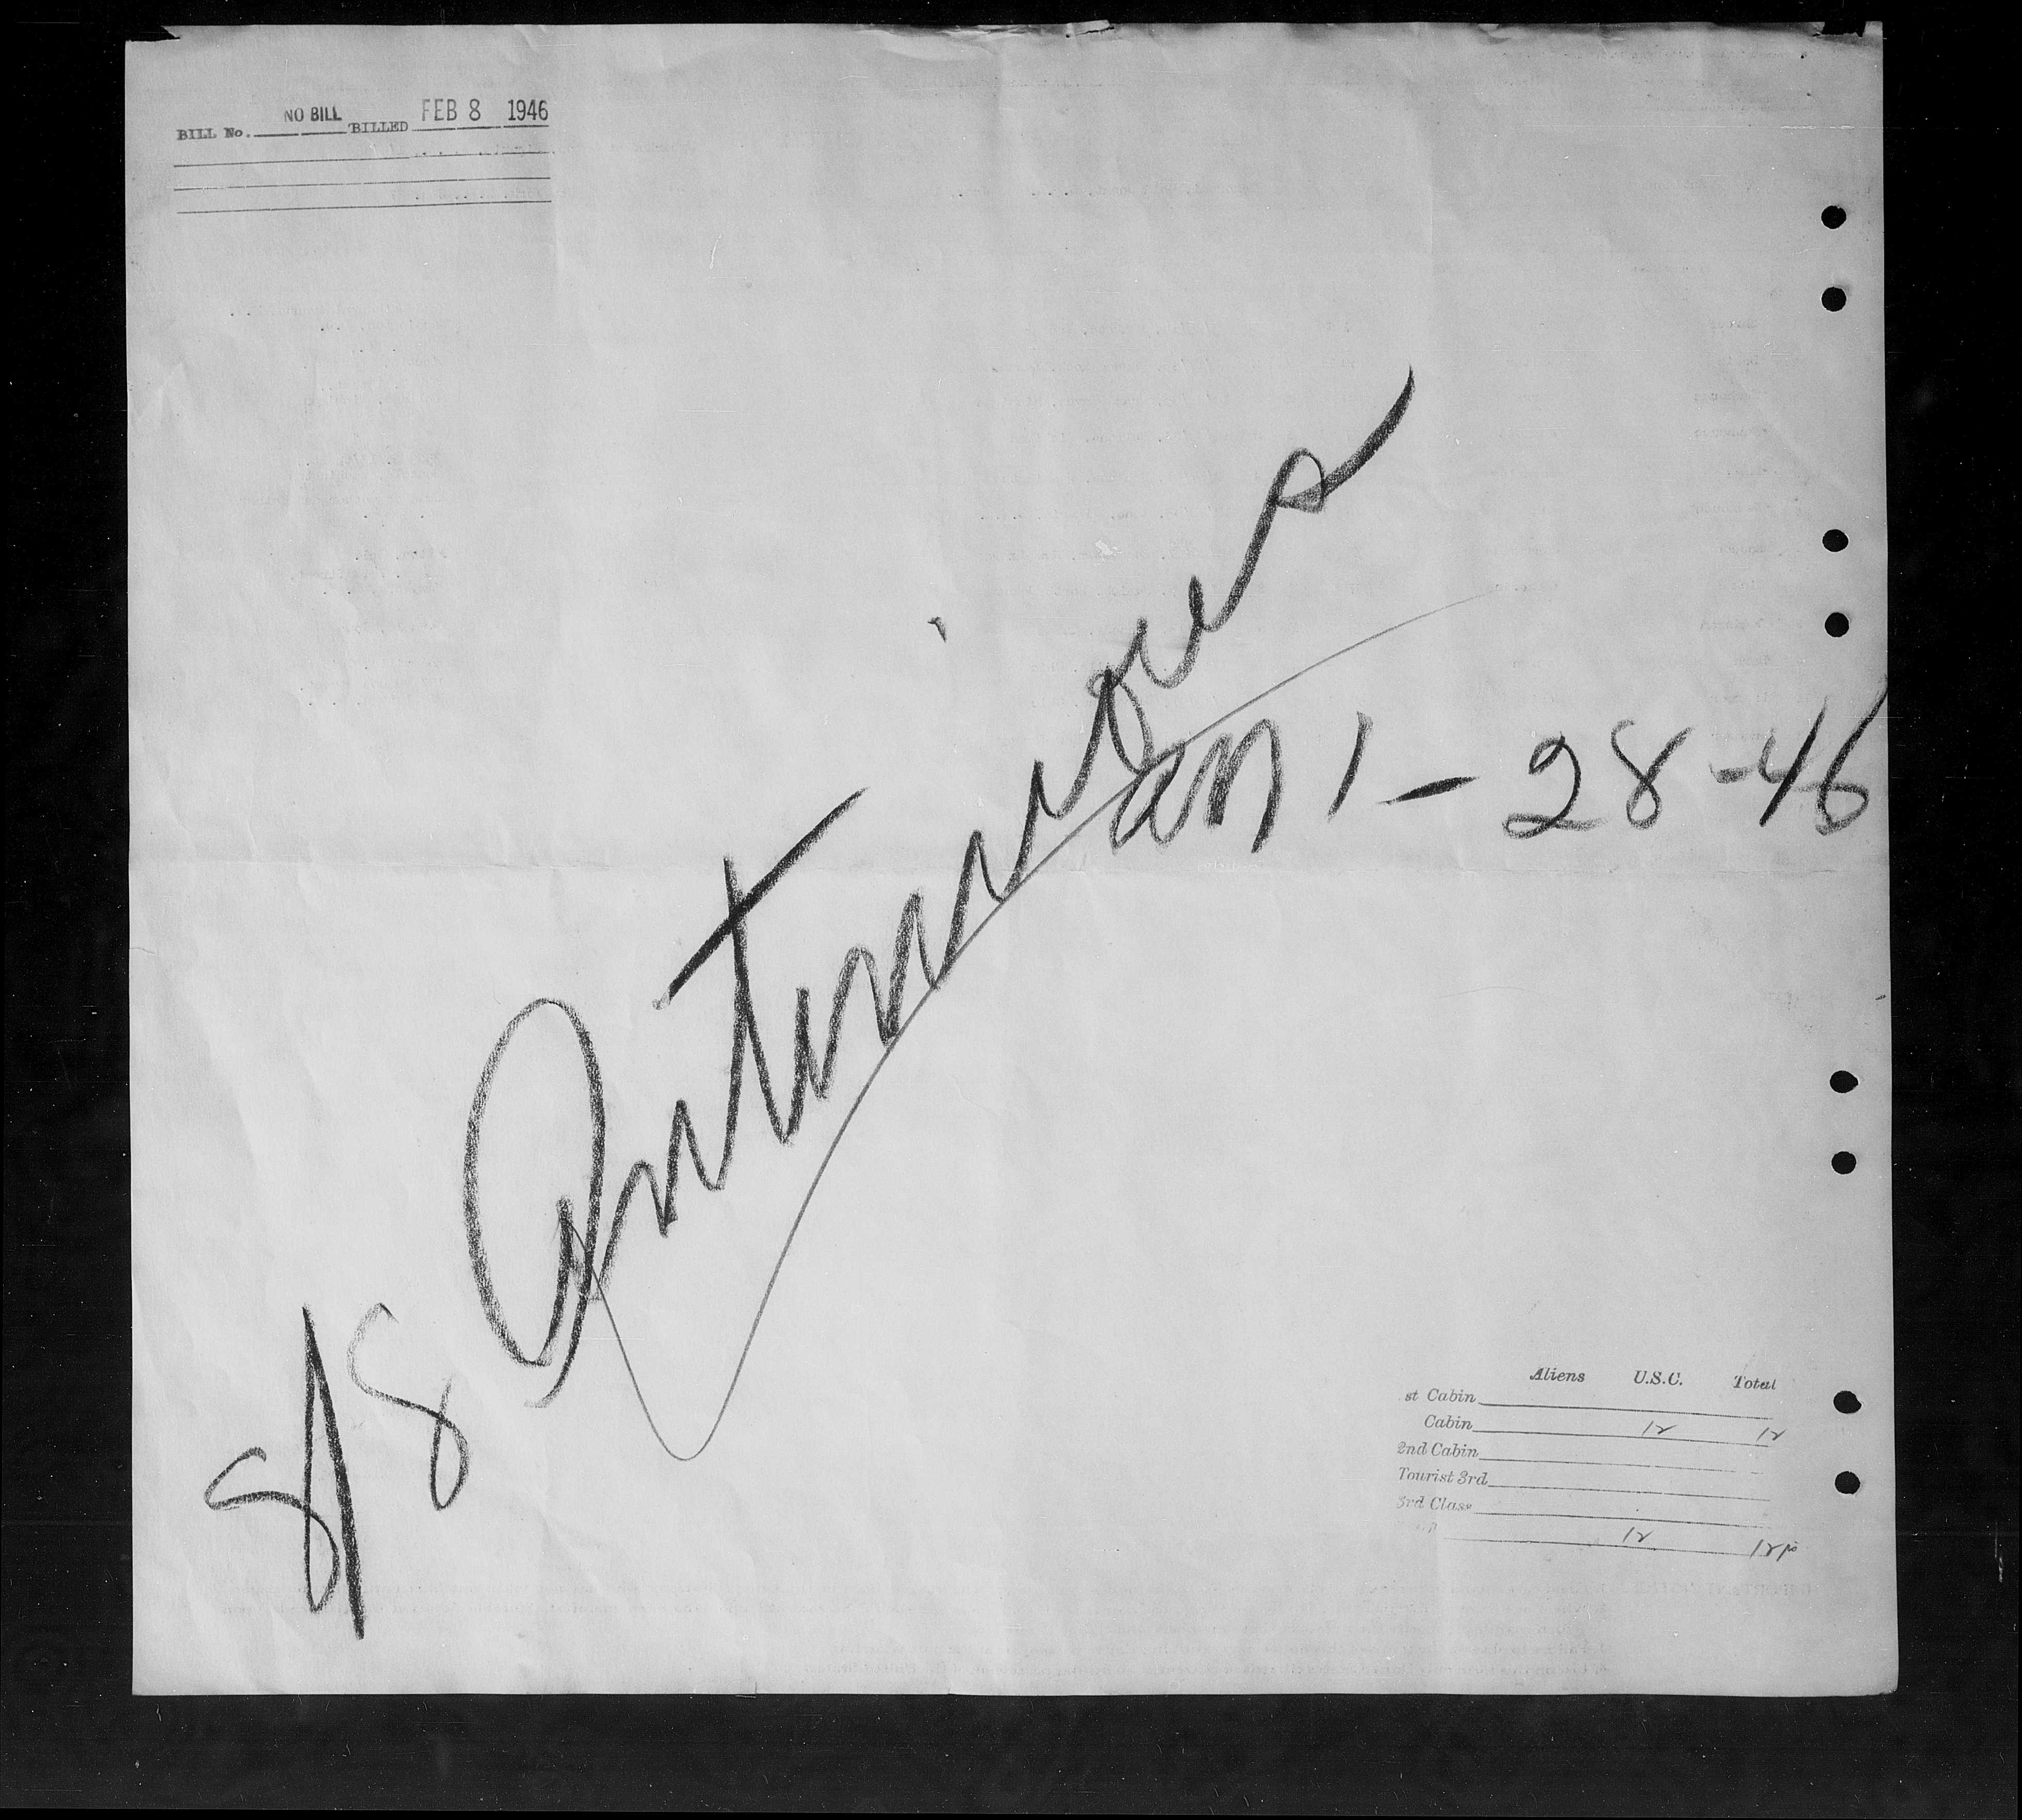 BILL No. NO BILL BILLED FEB 8 1946
S/S Antinous
arr 1-28-46
Aliens U.S.C. Total
st Cabin
Cabin 12 12
2nd Cabin
Tourist 3rd
3rd Class
12 12